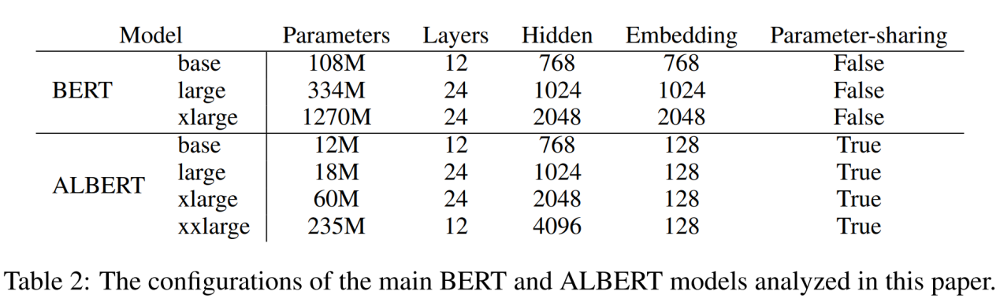 Model Parameters Layers Hidden Embedding Parameter-sharing
base 108M 12 768 768 False
BERT large 334M 24 1024 1024 False
xlarge 1270M 24 2048 2048 False
base 12M 12 768 128 True
large 18M 24 1024 128 True
ALBERT
xlarge 60M 24 2048 128 True
xxlarge 235M 12 4096 128 True
Table 2: The configurations of the main BERT and ALBERT models analyzed in this paper.